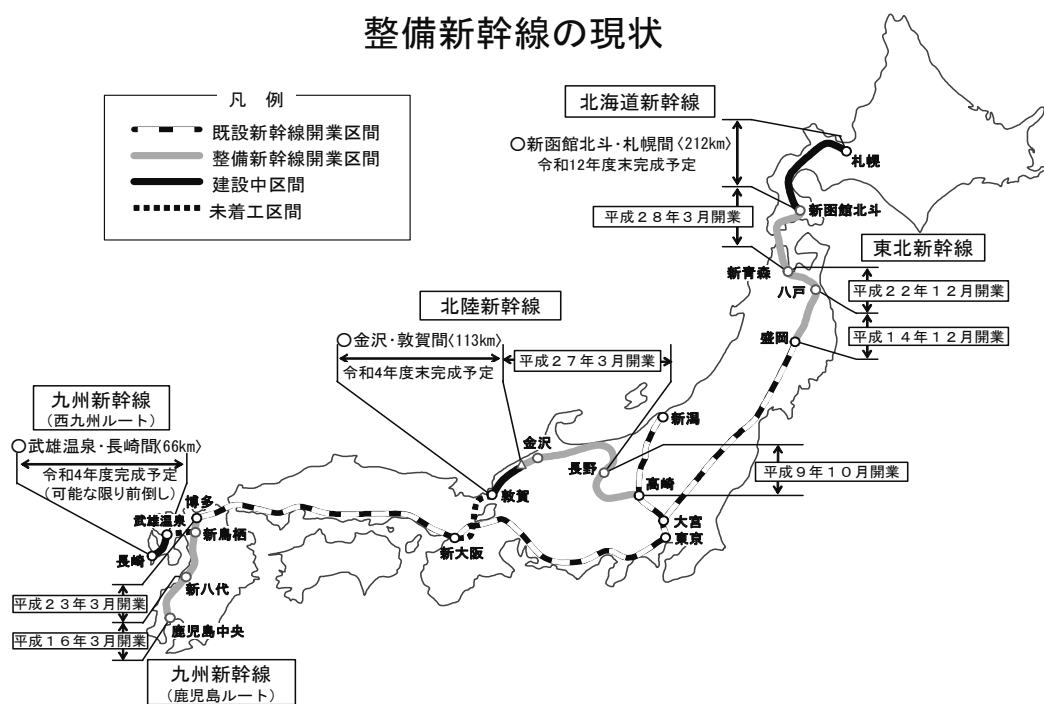 整備新幹線の現状
凡 例
既設新幹線開業区間
整備新幹線開業区間
建設中区間
未着工区間
北海道新幹線
○新函館北斗・札幌間〈212km〉
令和12年度末完成予定
札幌
平成28年3月開業
新函館北斗
東北新幹線
新青森
八戸
平成22年12月開業
平成14年12月開業
盛岡
北陸新幹線
○金沢・敦賀間〈113km〉
令和4年度末完成予定
平成27年3月開業
新潟
金沢
長野
高崎
平成9年10月開業
敦賀
大宮
東京
新大阪
九州新幹線
(西九州ルート)
○武雄温泉・長崎間〈66km〉
令和4年度完成予定
(可能な限り前倒し)
博多
武雄温泉
新鳥栖
長崎
新八代
平成23年3月開業
平成16年3月開業
鹿児島中央
九州新幹線
(鹿児島ルート)